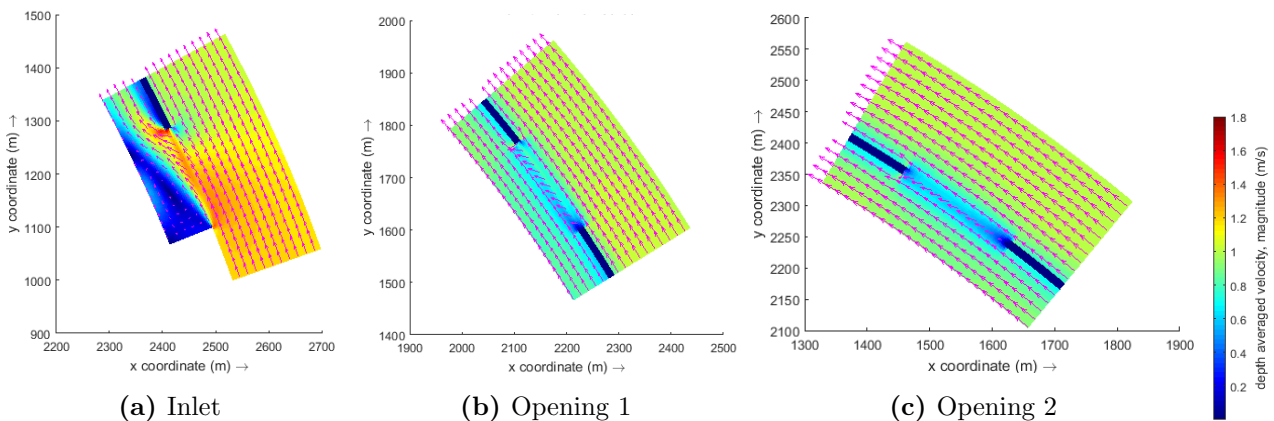 1500
1400
1300
1200
1100
1000
900
2200 2300 2400 2500 2600 2700
y coordinate (m) →
x coordinate (m) →
(a) Inlet
2000
1900
1800
1700
1600
1500
1400
1900 2000 2100 2200 2300 2400 2500
y coordinate (m) →
x coordinate (m) →
(b) Opening 1
2600
2550
2500
2450
2400
2350
2300
2250
2200
2150
2100
1300 1400 1500 1600 1700 1800 1900
y coordinate (m) →
x coordinate (m) →
(c) Opening 2
1.8
1.6
1.4
1.2
1
0.8
0.6
0.4
0.2
depth averaged velocity, magnitude (m/s)